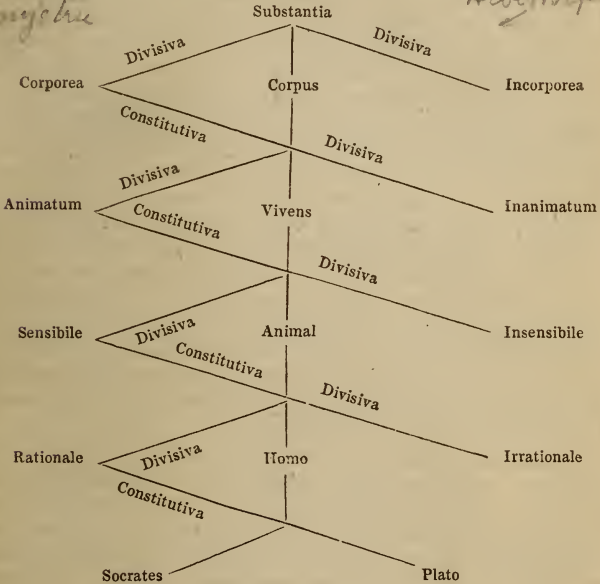 Substantia
Divisiva Divisiva
Corporea Corpus Incorporea
Constitutiva Divisiva
Divisiva
Animatum Vivens Inanimatum
Constitutiva
Divisiva
Sensibile Divisiva Animal Insensibile
Constitutiva
Divisiva
Rationale Divisiva Homo Irrationale
Constitutiva
Socrates Plato